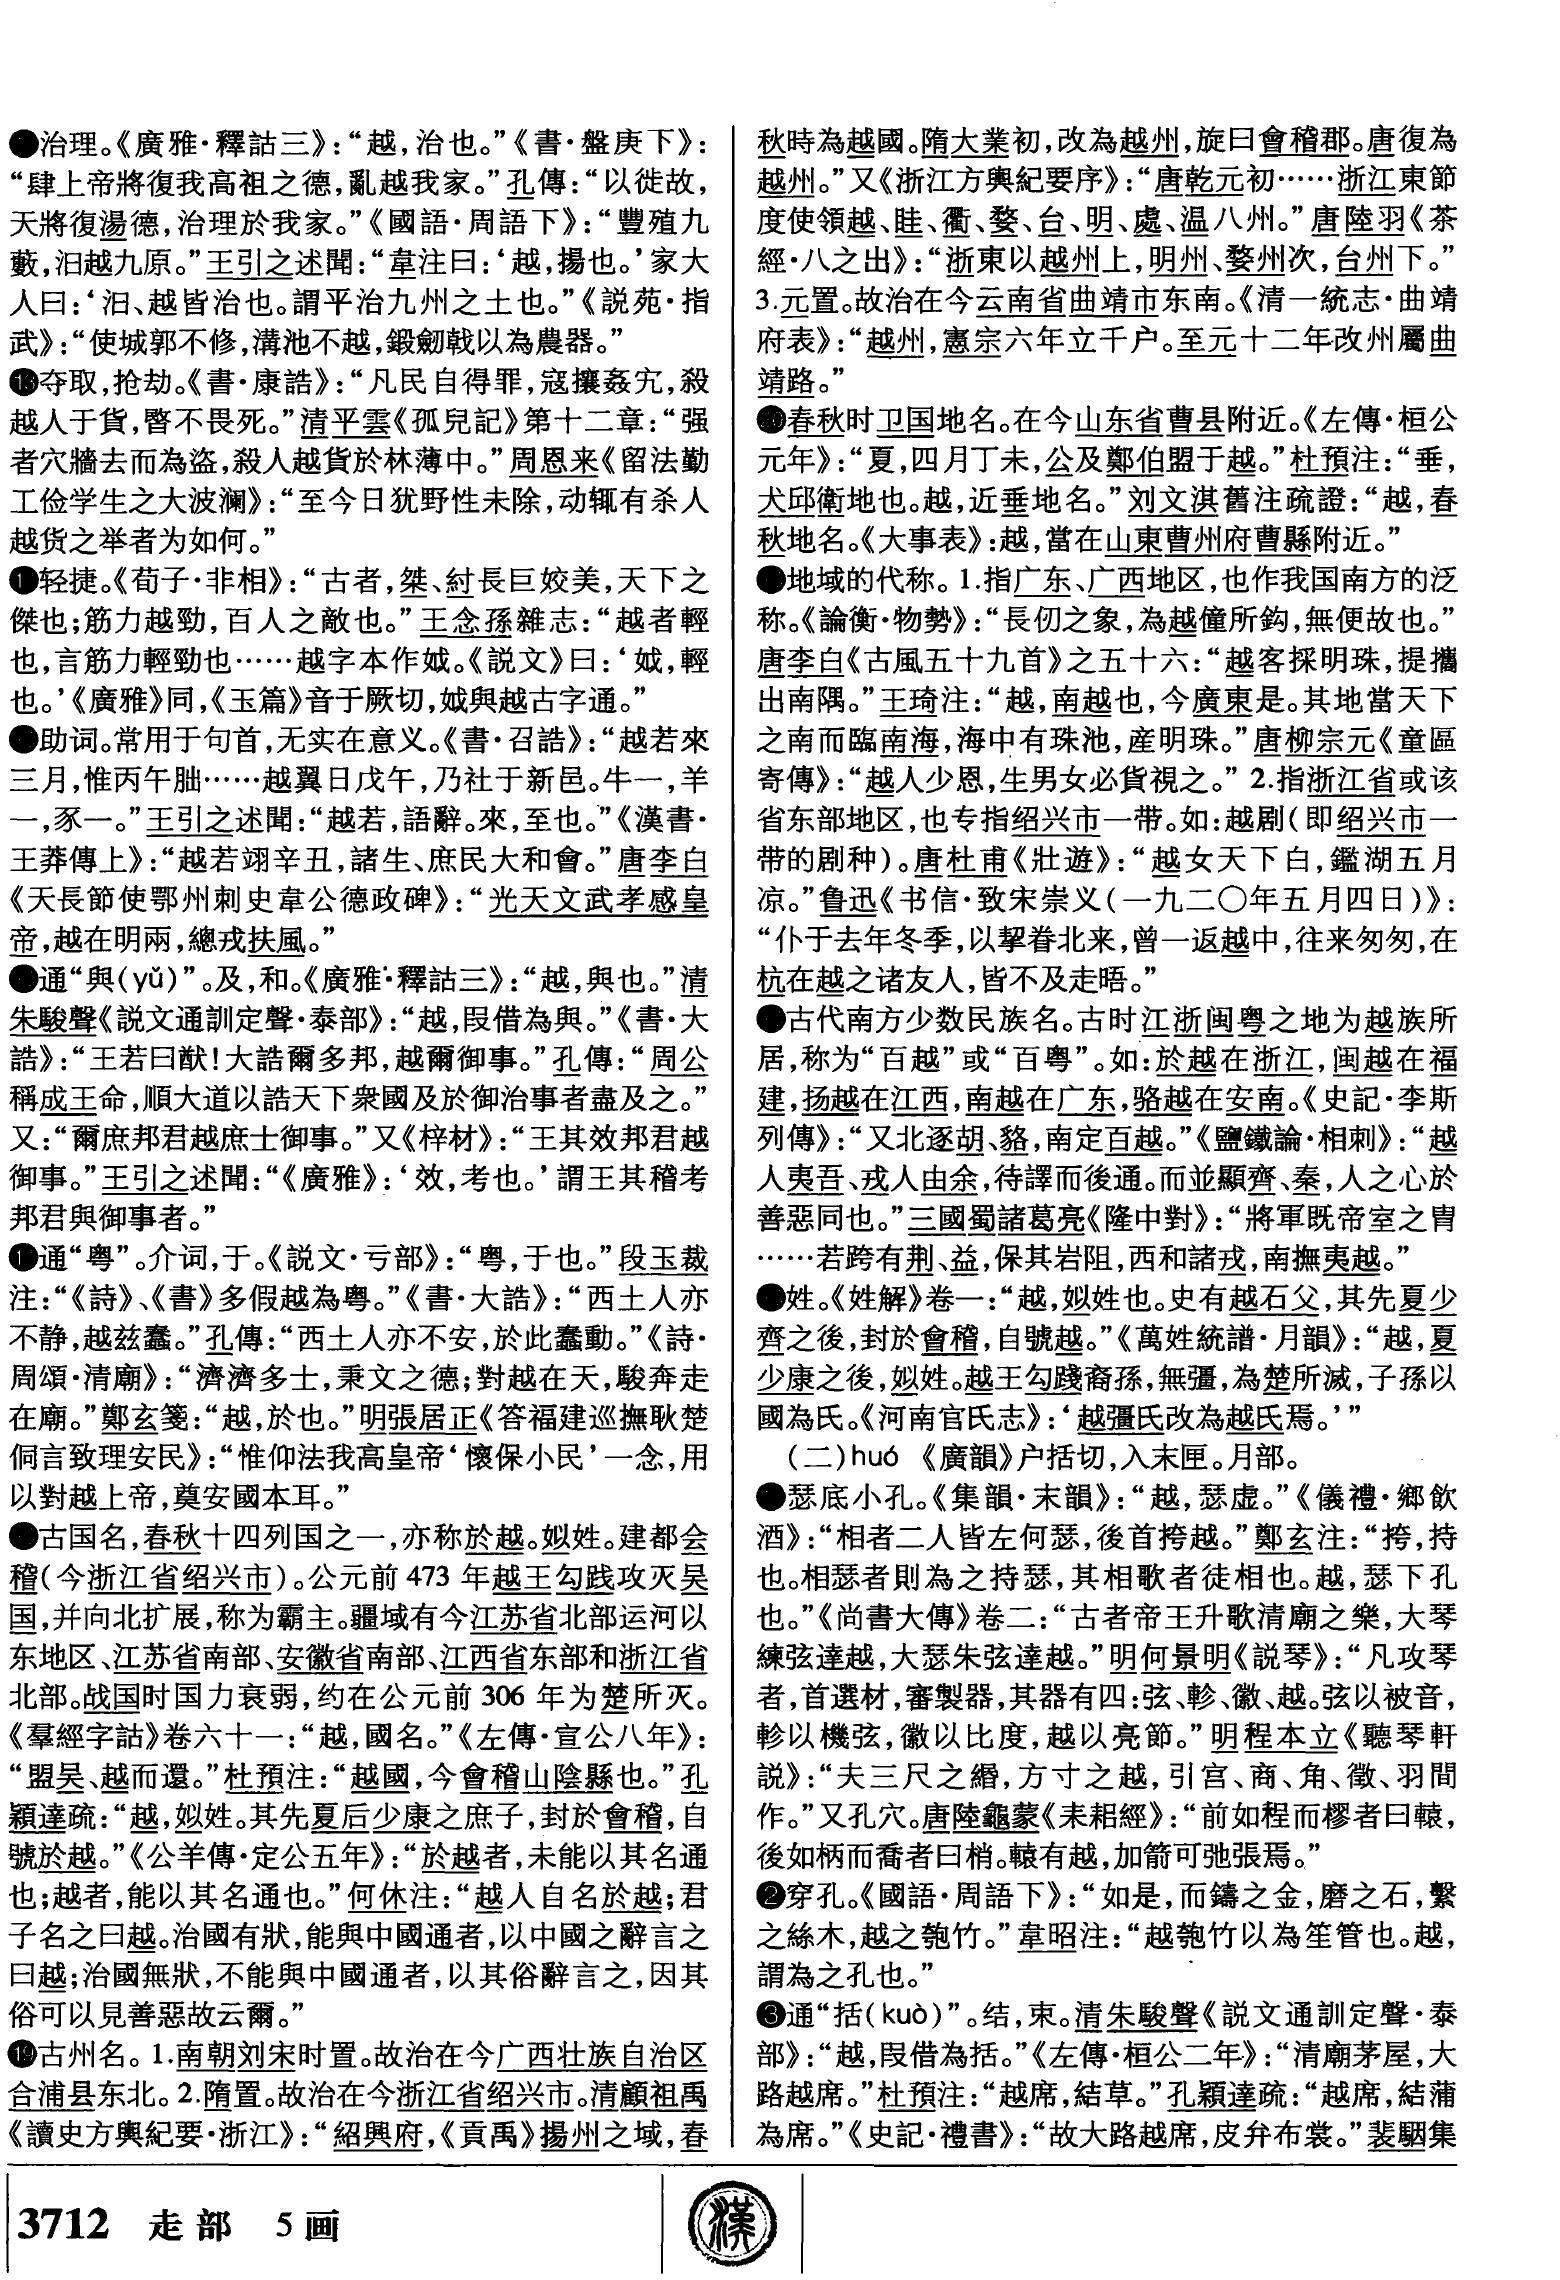 治理。《廣雅·釋詁三》：“越，治也。”《書·盤庚下》：
“肆上帝將復我高祖之德，亂越我家。”孔傳：“以徙故，
天將復湯德，治理於我家。”《國語·周語下》：“豐殖九
藪，汩越九原。”王引之述聞：“韋注曰：‘越，揚也。’家大
人曰：‘汩、越皆治也。謂平治九州之土也。”《説苑·指
武》：“使城郭不修，溝池不越，鍛劒戟以為農器。”
⓭夺取，抢劫。《書·康誥》：“凡民自得罪，寇攘姦宄，殺
越人于貨，暋不畏死。”清平雲《孤兒記》第十二章：“强
者穴牆去而為盜，殺人越貨於林薄中。”周恩来《留法勤
工俭学生之大波澜》：“至今日犹野性未除，动辄有杀人
越货之举者为如何。”
轻捷。《荀子·非相》：“古者，桀、紂長巨姣美，天下之
傑也；筋力越勁，百人之敵也。”王念孫雜志：“越者輕
也，言筋力輕勁也……越字本作娍。《説文》曰：‘娍，輕
也。’《廣雅》同，《玉篇》音于厥切，娍與越古字通。”
助词。常用于句首，无实在意义。《書·召誥》：“越若來
三月，惟丙午朏……越翼日戊午，乃社于新邑。牛一，羊
一，豕一。”王引之述聞：“越若，語辭。來，至也。”《漢書·
王莽傳上》：“越若翊辛丑，諸生、庶民大和會。”唐李白
《天長節使鄂州刺史韋公德政碑》：“光天文武孝感皇
帝，越在明兩，總戎扶風。”
通“與(yǔ)”。及，和。《廣雅·釋詁三》：“越，與也。”清
朱駿聲《説文通訓定聲·泰部》：“越，叚借為與。”《書·大
誥》：“王若曰猷！大誥爾多邦，越爾御事。”孔傳：“周公
稱成王命，順大道以誥天下衆國及於御治事者盡及之。”
又：“爾庶邦君越庶士御事。”又《梓材》：“王其效邦君越
御事。”王引之述聞：“《廣雅》：‘效，考也。’謂王其稽考
邦君與御事者。”
通“粤”。介词，于。《説文·亏部》：“粤，于也。”段玉裁
注：“《詩》、《書》多假越為粤。”《書·大誥》：“西土人亦
不静，越兹蠢。”孔傳：“西土人亦不安，於此蠢動。”《詩·
周頌·清廟》：“濟濟多士，秉文之德；對越在天，駿奔走
在廟。”鄭玄箋：“越，於也。”明張居正《答福建巡撫耿楚
侗言致理安民》：“惟仰法我高皇帝‘懷保小民’一念，用
以對越上帝，奠安國本耳。”
古国名，春秋十四列国之一，亦称於越。姒姓。建都会
稽(今浙江省绍兴市)。公元前 473 年越王勾践攻灭吴
国，并向北扩展，称为霸主。疆域有今江苏省北部运河以
东地区、江苏省南部、安徽省南部、江西省东部和浙江省
北部。战国时国力衰弱，约在公元前 306 年为楚所灭。
《羣經字詁》卷六十一：“越，國名。”《左傳·宣公八年》：
“盟吴、越而還。”杜預注：“越國，今會稽山陰縣也。”孔
穎達疏：“越，姒姓。其先夏后少康之庶子，封於會稽，自
號於越。”《公羊傳·定公五年》：“於越者，未能以其名通
也；越者，能以其名通也。”何休注：“越人自名於越；君
子名之曰越。治國有狀，能與中國通者，以中國之辭言之
曰越；治國無狀，不能與中國通者，以其俗辭言之，因其
俗可以見善惡故云爾。”
⓳古州名。1.南朝刘宋时置。故治在今广西壮族自治区
合浦县东北。2.隋置。故治在今浙江省绍兴市。清顧祖禹
《讀史方輿紀要·浙江》：“紹興府，《貢禹》揚州之域，春
秋時為越國。隋大業初，改為越州，旋曰會稽郡。唐復為
越州。”又《浙江方輿紀要序》：“唐乾元初……浙江東節
度使領越、眭、衢、婺、台、明、處、温八州。”唐陸羽《茶
經·八之出》：“浙東以越州上，明州、婺州次，台州下。”
3.元置。故治在今云南省曲靖市东南。《清一統志·曲靖
府表》：“越州，憲宗六年立千户。至元十二年改州屬曲
靖路。”
春秋时卫国地名。在今山东省曹县附近。《左傳·桓公
元年》：“夏，四月丁未，公及鄭伯盟于越。”杜預注：“垂，
犬邱衛地也。越，近垂地名。”刘文淇舊注疏證：“越，春
秋地名。《大事表》：越，當在山東曹州府曹縣附近。”
地域的代称。1.指广东、广西地区，也作我国南方的泛
称。《論衡·物勢》：“長仞之象，為越僮所鈎，無便故也。”
唐李白《古風五十九首》之五十六：“越客採明珠，提攜
出南隅。”王琦注：“越，南越也，今廣東是。其地當天下
之南而臨南海，海中有珠池，産明珠。”唐柳宗元《童區
寄傳》：“越人少恩，生男女必貨視之。”2.指浙江省或该
省东部地区，也专指绍兴市一带。如：越剧(即绍兴市一
带的剧种)。唐杜甫《壯遊》：“越女天下白，鑑湖五月
凉。”鲁迅《书信·致宋崇义(一九二〇年五月四日)》：
“仆于去年冬季，以挈眷北来，曾一返越中，往来匆匆，在
杭在越之诸友人，皆不及走晤。”
古代南方少数民族名。古时江浙闽粤之地为越族所
居，称为“百越”或“百粤”。如：於越在浙江，闽越在福
建，扬越在江西，南越在广东，骆越在安南。《史記·李斯
列傳》：“又北逐胡、貉，南定百越。”《鹽鐵論·相刺》：“越
人夷吾、戎人由余，待譯而後通。而並顯齊、秦，人之心於
善惡同也。”三國蜀諸葛亮《隆中對》：“將軍既帝室之胄
……若跨有荆、益，保其岩阻，西和諸戎，南撫夷越。”
姓。《姓解》卷一：“越，姒姓也。史有越石父，其先夏少
齊之後，封於會稽，自號越。”《萬姓統譜·月韻》：“越，夏
少康之後，姒姓。越王勾踐裔孫，無彊，為楚所滅，子孫以
國為氏。《河南官氏志》：‘越彊氏改為越氏焉。’”
(二)huó 《廣韻》户括切，入末匣。月部。
瑟底小孔。《集韻·末韻》：“越，瑟虚。”《儀禮·鄉飲
酒》：“相者二人皆左何瑟，後首挎越。”鄭玄注：“挎，持
也。相瑟者則為之持瑟，其相歌者徒相也。越，瑟下孔
也。”《尚書大傳》卷二：“古者帝王升歌清廟之樂，大琴
練弦達越，大瑟朱弦達越。”明何景明《説琴》：“凡攻琴
者，首選材，審製器，其器有四：弦、軫、徽、越。弦以被音，
軫以機弦，徽以比度，越以亮節。”明程本立《聽琴軒
説》：“夫三尺之緡，方寸之越，引宫、商、角、徵、羽間
作。”又孔穴。唐陸龜蒙《耒耜經》：“前如桯而樛者曰轅，
後如柄而喬者曰梢。轅有越，加箭可弛張焉。”
❷穿孔。《國語·周語下》：“如是，而鑄之金，磨之石，繫
之絲木，越之匏竹。”韋昭注：“越匏竹以為笙管也。越，
謂為之孔也。”
❸通“括(kuò)”。结，束。清朱駿聲《説文通訓定聲·泰
部》：“越，叚借為括。”《左傳·桓公二年》：“清廟茅屋，大
路越席。”杜預注：“越席，結草。”孔穎達疏：“越席，結蒲
為席。”《史記·禮書》：“故大路越席，皮弁布裳。”裴駰集
3712 走部 5画
漢